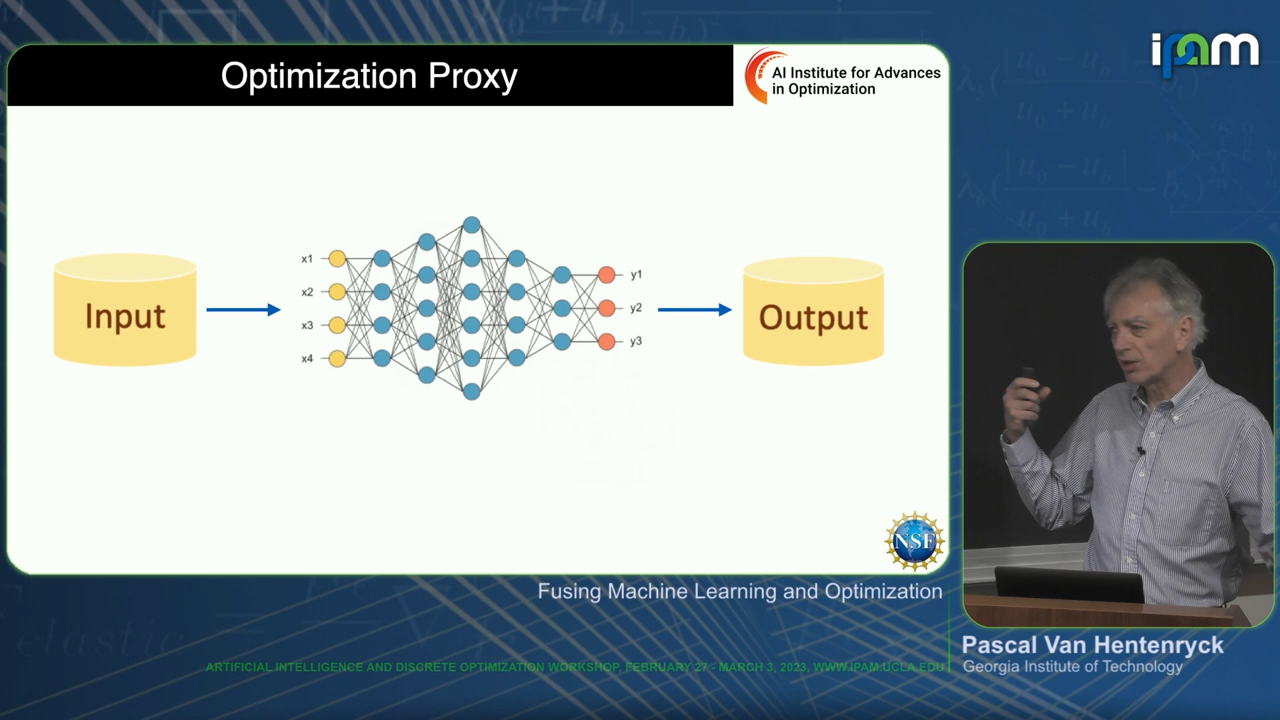 ipam
Optimization Proxy
AI Institute for Advances
in Optimization
Input
x1
x2
x3
x4
y1
y2
y3
Output
NSF
Fusing Machine Learning and Optimization
Pascal Van Hentenryck
Georgia Institute of Technology
ARTIFICIAL INTELLIGENCE AND DISCRETE OPTIMIZATION WORKSHOP, FEBRUARY 27 - MARCH 3, 2023, WWW.IPAM.UCLA.EDU
elastic